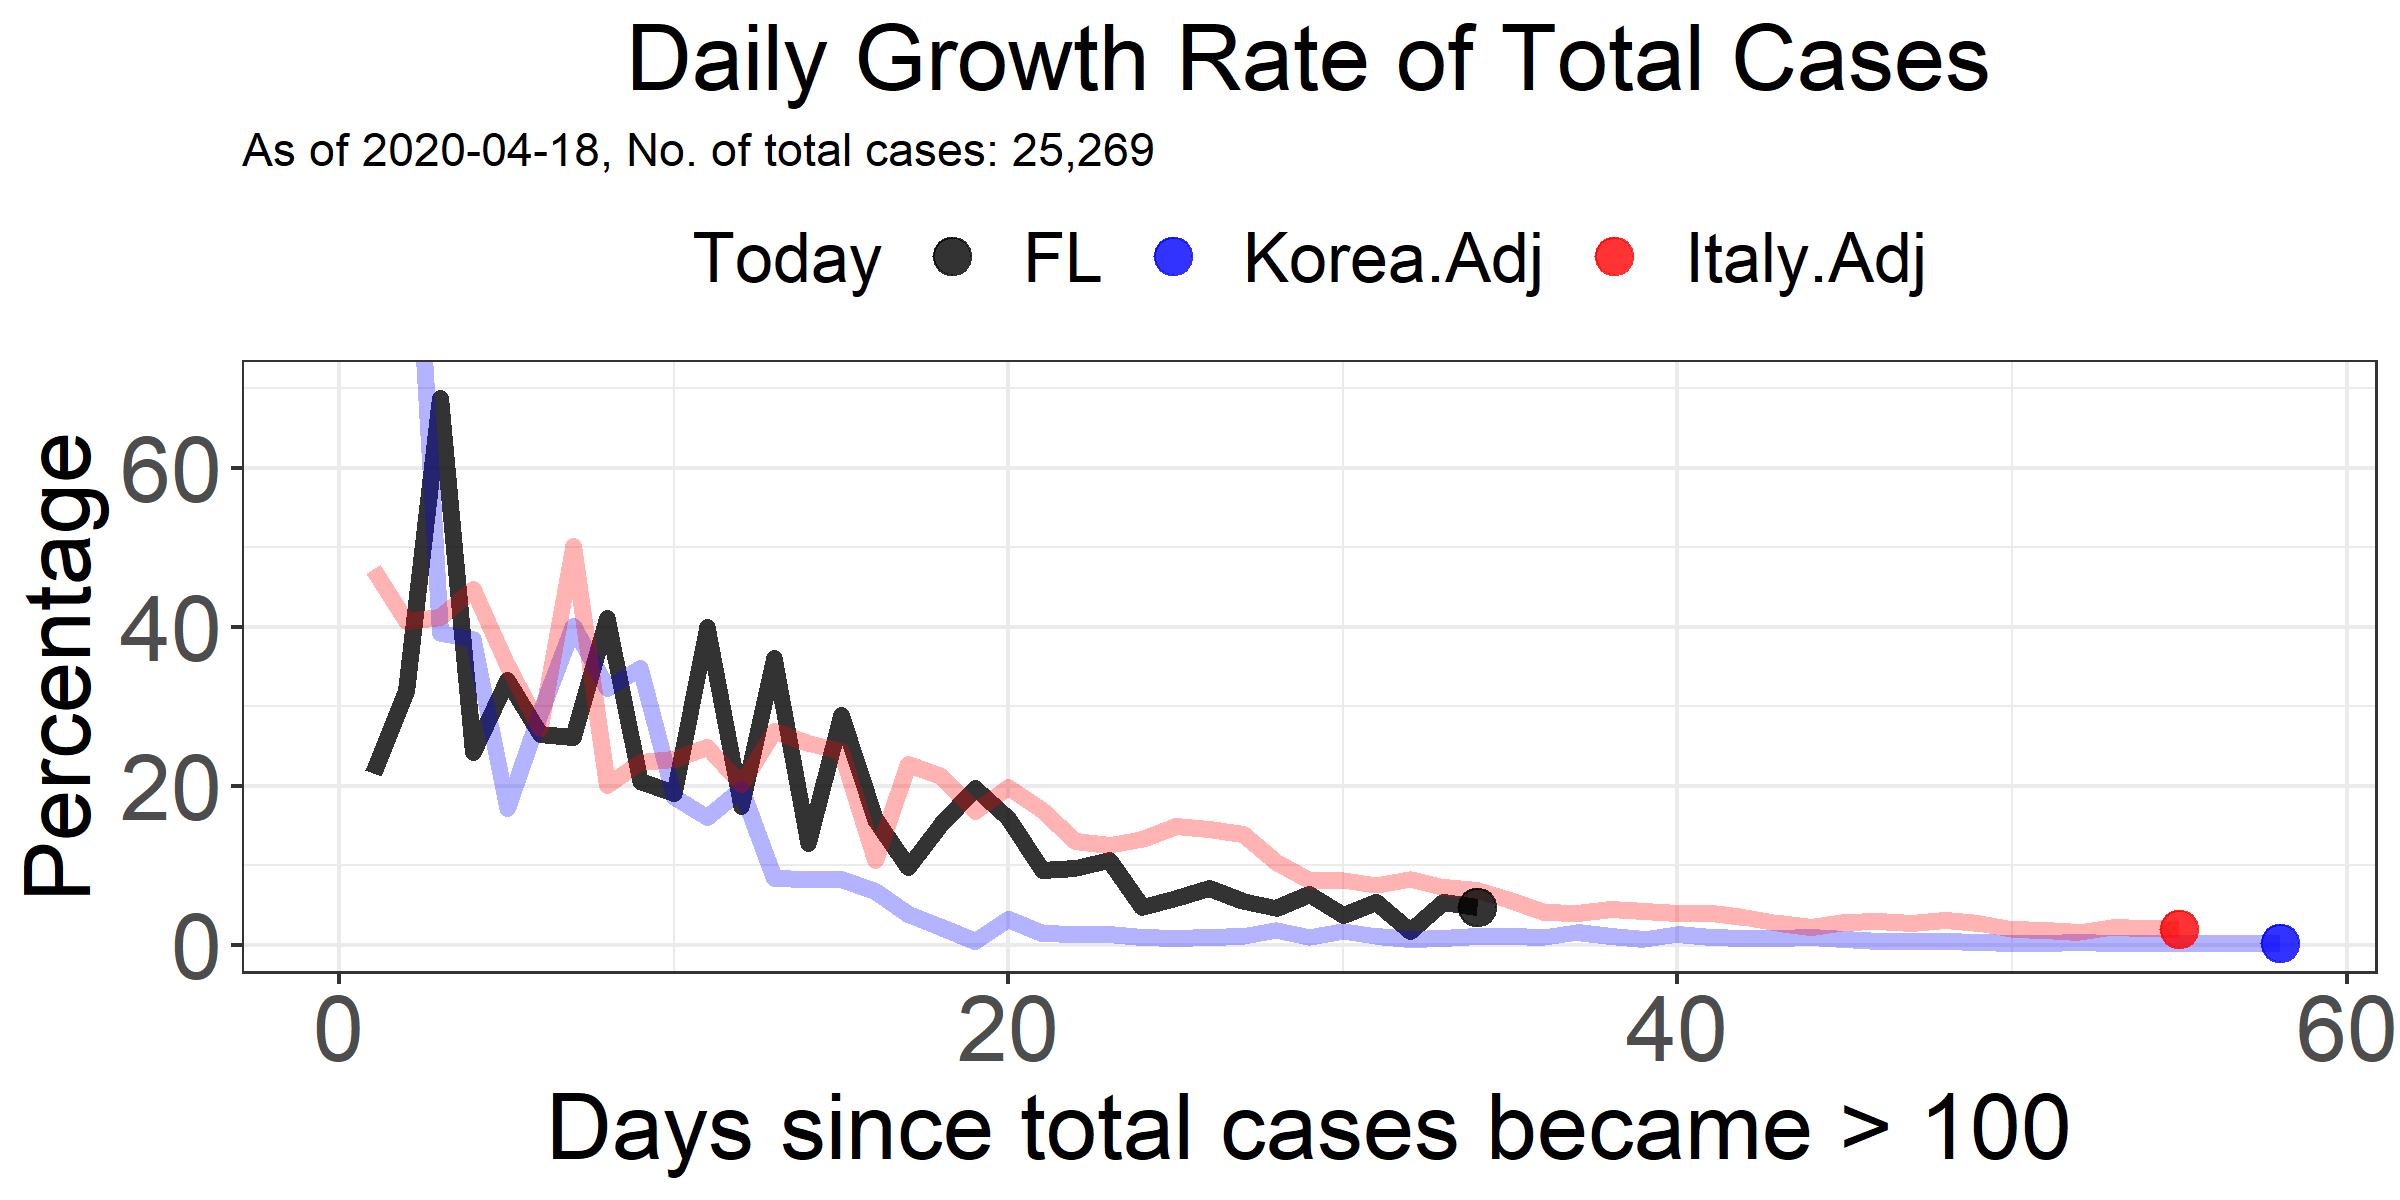 Daily Growth Rate of Total Cases
As of 2020-04-18, No. of total cases: 25,269
Today FL Korea.Adj Italy.Adj
Percentage
60
40
20
0
0 20 40 60
Days since total cases became > 100